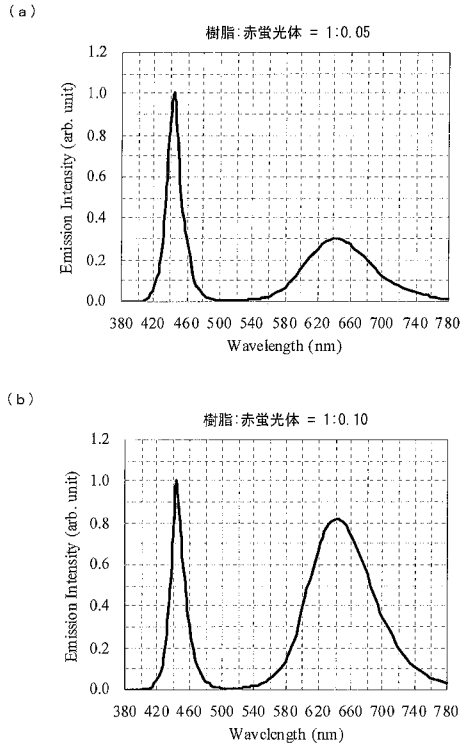 (a)
樹脂:赤蛍光体 = 1:0.05
1.2
1.0
0.8
0.6
0.4
0.2
0.0
Emission Intensity (arb. unit)
380 420 460 500 540 580 620 660 700 740 780
Wavelength (nm)
(b)
樹脂:赤蛍光体 = 1:0.10
1.2
1.0
0.8
0.6
0.4
0.2
0.0
Emission Intensity (arb. unit)
380 420 460 500 540 580 620 660 700 740 780
Wavelength (nm)